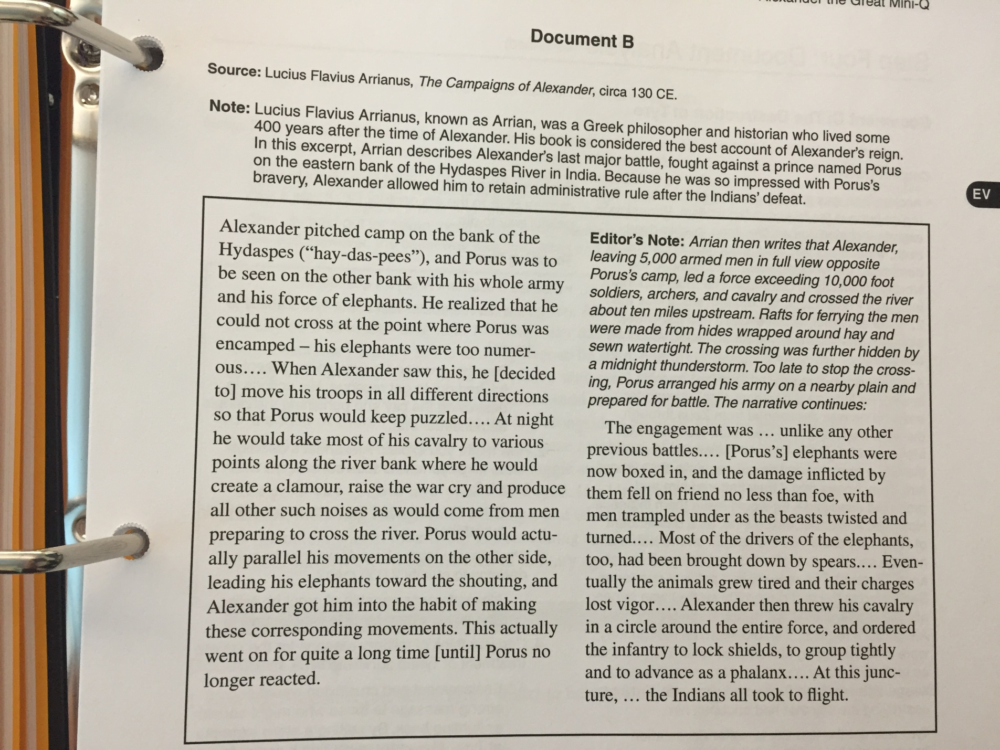 Alexander the Great Mini-Q
Document B
Source: Lucius Flavius Arrianus, The Campaigns of Alexander, circa 130 CE.
Note: Lucius Flavius Arrianus, known as Arrian, was a Greek philosopher and historian who lived some
400 years after the time of Alexander. His book is considered the best account of Alexander's reign.
In this excerpt, Arrian describes Alexander's last major battle, fought against a prince named Porus
on the eastern bank of the Hydaspes River in India. Because he was so impressed with Porus's
bravery, Alexander allowed him to retain administrative rule after the Indians' defeat.
EV
Alexander pitched camp on the bank of the
Hydaspes (“hay-das-pees”), and Porus was to
be seen on the other bank with his whole army
and his force of elephants. He realized that he
could not cross at the point where Porus was
encamped – his elephants were too numer-
ous.... When Alexander saw this, he [decided
to] move his troops in all different directions
so that Porus would keep puzzled.... At night
he would take most of his cavalry to various
points along the river bank where he would
create a clamour, raise the war cry and produce
all other such noises as would come from men
preparing to cross the river. Porus would actu-
ally parallel his movements on the other side,
leading his elephants toward the shouting, and
Alexander got him into the habit of making
these corresponding movements. This actually
went on for quite a long time [until] Porus no
longer reacted.
Editor's Note: Arrian then writes that Alexander,
leaving 5,000 armed men in full view opposite
Porus's camp, led a force exceeding 10,000 foot
soldiers, archers, and cavalry and crossed the river
about ten miles upstream. Rafts for ferrying the men
were made from hides wrapped around hay and
sewn watertight. The crossing was further hidden by
a midnight thunderstorm. Too late to stop the cross-
ing, Porus arranged his army on a nearby plain and
prepared for battle. The narrative continues:
The engagement was ... unlike any other
previous battles.... [Porus's] elephants were
now boxed in, and the damage inflicted by
them fell on friend no less than foe, with
men trampled under as the beasts twisted and
turned.... Most of the drivers of the elephants,
too, had been brought down by spears.... Even-
tually the animals grew tired and their charges
lost vigor.... Alexander then threw his cavalry
in a circle around the entire force, and ordered
the infantry to lock shields, to group tightly
and to advance as a phalanx.... At this junc-
ture, ... the Indians all took to flight.